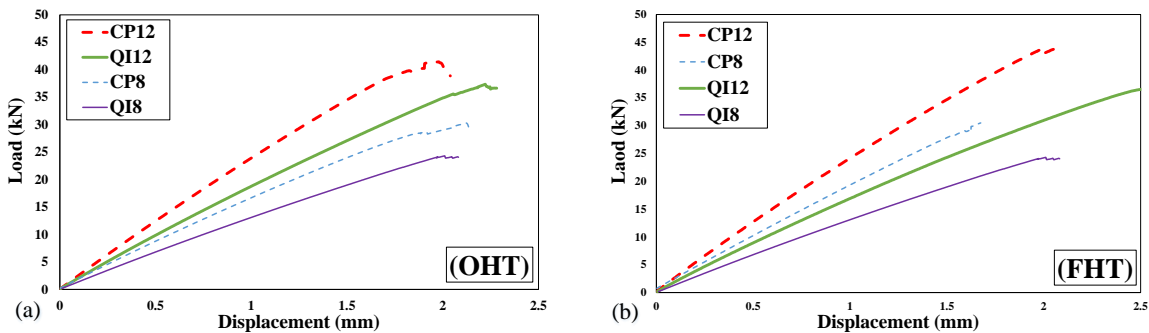 50
45
40
35
30
25
20
15
10
5
0
Load (kN)
CP12
QI12
CP8
QI8
(OHT)
0 0.5 1 1.5 2 2.5
(a) Displacement (mm)
50
45
40
35
30
25
20
15
10
5
0
Laod (kN)
CP12
CP8
QI12
QI8
(FHT)
0 0.5 1 1.5 2 2.5
(b) Displacement (mm)